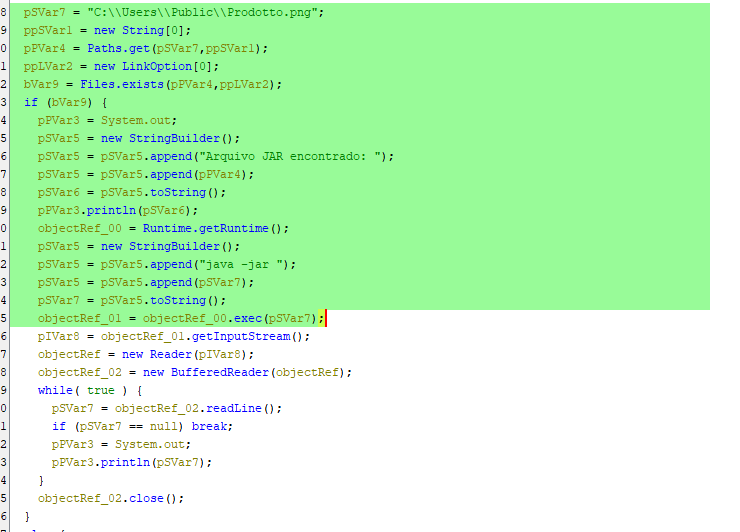 8 pSVar7 = "C:\\Users\\Public\\Prodotto.png";
9 ppSVar1 = new String[0];
0 pPVar4 = Paths.get(pSVar7,ppSVar1);
1 ppLVar2 = new LinkOption[0];
2 bVar9 = Files.exists(pPVar4,ppLVar2);
3 if (bVar9) {
4 pPVar3 = System.out;
5 pSVar5 = new StringBuilder();
6 pSVar5 = pSVar5.append("Arquivo JAR encontrado: ");
7 pSVar5 = pSVar5.append(pPVar4);
8 pSVar6 = pSVar5.toString();
9 pPVar3.println(pSVar6);
0 objectRef_00 = Runtime.getRuntime();
1 pSVar5 = new StringBuilder();
2 pSVar5 = pSVar5.append("java -jar ");
3 pSVar5 = pSVar5.append(pSVar7);
4 pSVar7 = pSVar5.toString();
5 objectRef_01 = objectRef_00.exec(pSVar7);
6 pIVar8 = objectRef_01.getInputStream();
7 objectRef = new Reader(pIVar8);
8 objectRef_02 = new BufferedReader(objectRef);
9 while( true ) {
0 pSVar7 = objectRef_02.readLine();
1 if (pSVar7 == null) break;
2 pPVar3 = System.out;
3 pPVar3.println(pSVar7);
4 }
5 objectRef_02.close();
6 }